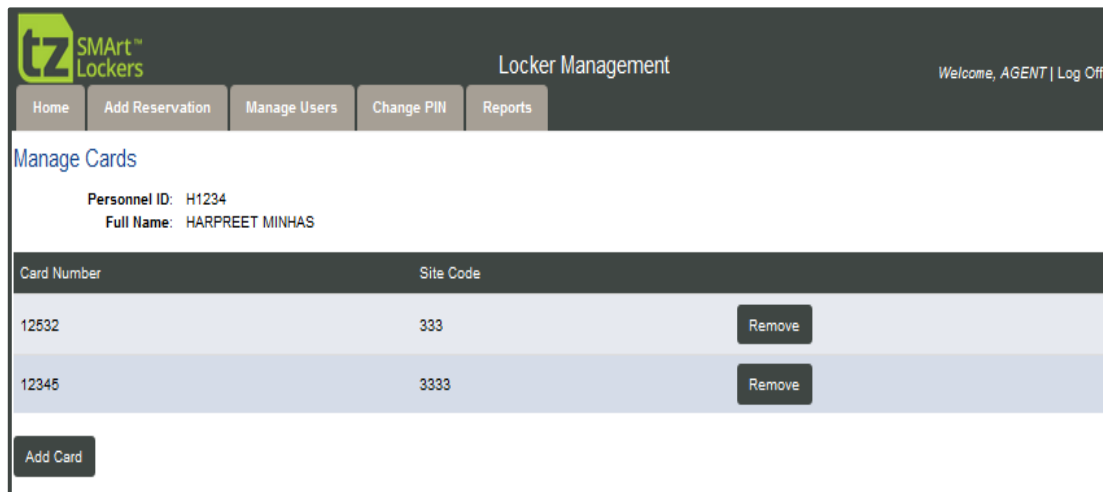 tz SMArt™ Lockers
Locker Management
Welcome, AGENT | Log Off
Home Add Reservation Manage Users Change PIN Reports
Manage Cards
Personnel ID: H1234
Full Name: HARPREET MINHAS
Card Number Site Code
12532 333 Remove
12345 3333 Remove
Add Card